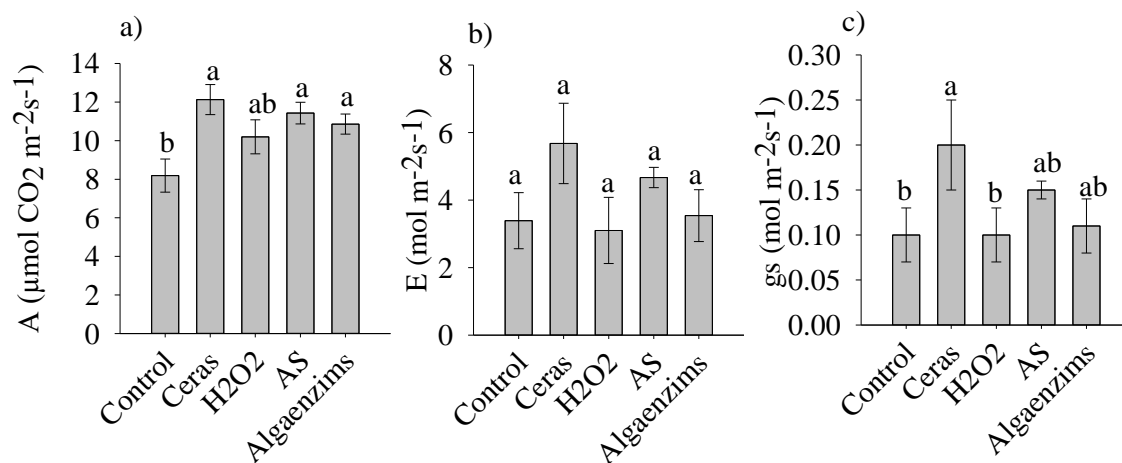 a)
A (µmol CO2 m-2s-1)
14
12
10
8
6
4
2
0
b
a
ab
a
a
Control
Ceras
H2O2
AS
Algaenzims
b)
E (mol m-2s-1)
8
6
4
2
0
a
a
a
a
a
Control
Ceras
H2O2
AS
Algaenzims
c)
gs (mol m-2s-1)
0.30
0.25
0.20
0.15
0.10
0.05
0.00
b
a
b
ab
ab
Control
Ceras
H2O2
AS
Algaenzims